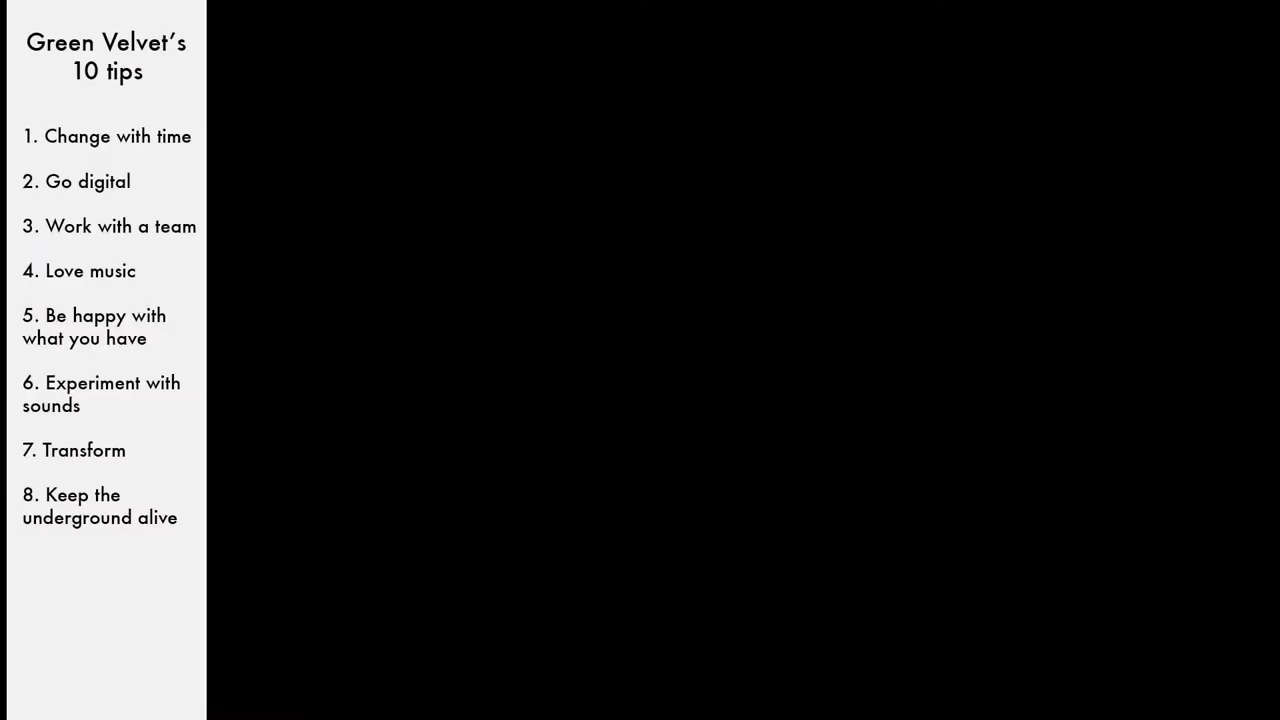 Green Velvet’s
10 tips
1. Change with time
2. Go digital
3. Work with a team
4. Love music
5. Be happy with
what you have
6. Experiment with
sounds
7. Transform
8. Keep the
underground alive